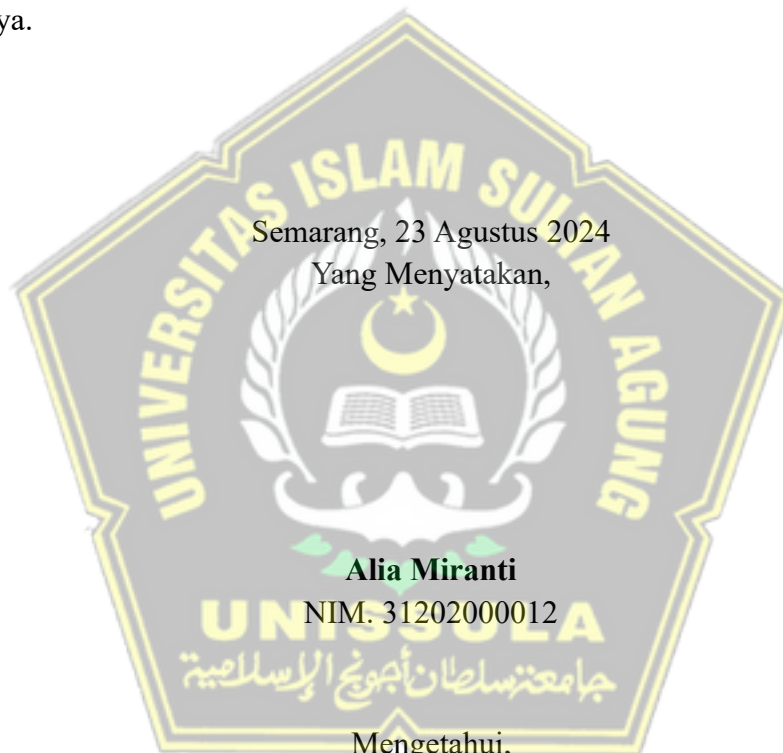 ya.
UNIVERSITAS ISLAM SULTAN AGUNG
Semarang, 23 Agustus 2024
Yang Menyatakan,
Alia Miranti
NIM. 31202000012
UNISSULA
جامعة سلطان أجونج الإسلامية
Mengetahui,